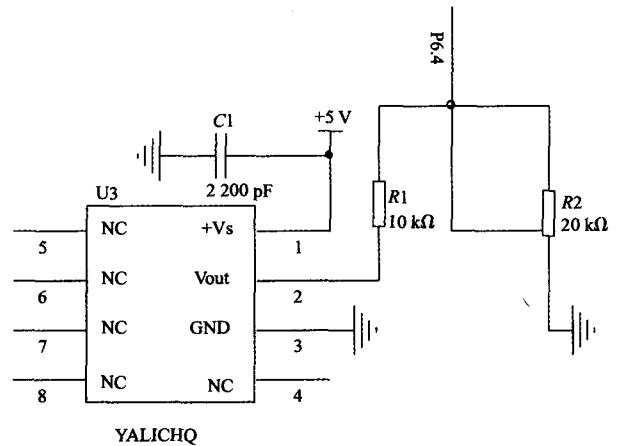 P6.4
C1
+5 V
2 200 pF
U3
R1
10 kΩ
R2
20 kΩ
NC
+Vs
5
1
NC
Vout
6
2
NC
GND
7
3
NC
NC
8
4
YALICHQ